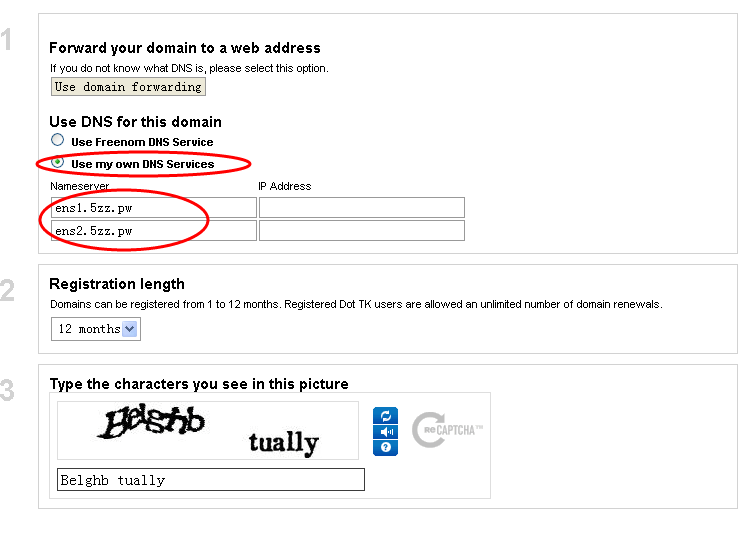 1
Forward your domain to a web address
If you do not know what DNS is, please select this option.
Use domain forwarding
Use DNS for this domain
Use Freenom DNS Service
Use my own DNS Services
Nameserver IP Address
ens1.5zz.pw
ens2.5zz.pw
2
Registration length
Domains can be registered from 1 to 12 months. Registered Dot TK users are allowed an unlimited number of domain renewals.
12 months
3
Type the characters you see in this picture
tually
?
reCAPTCHA™
Belghb tually